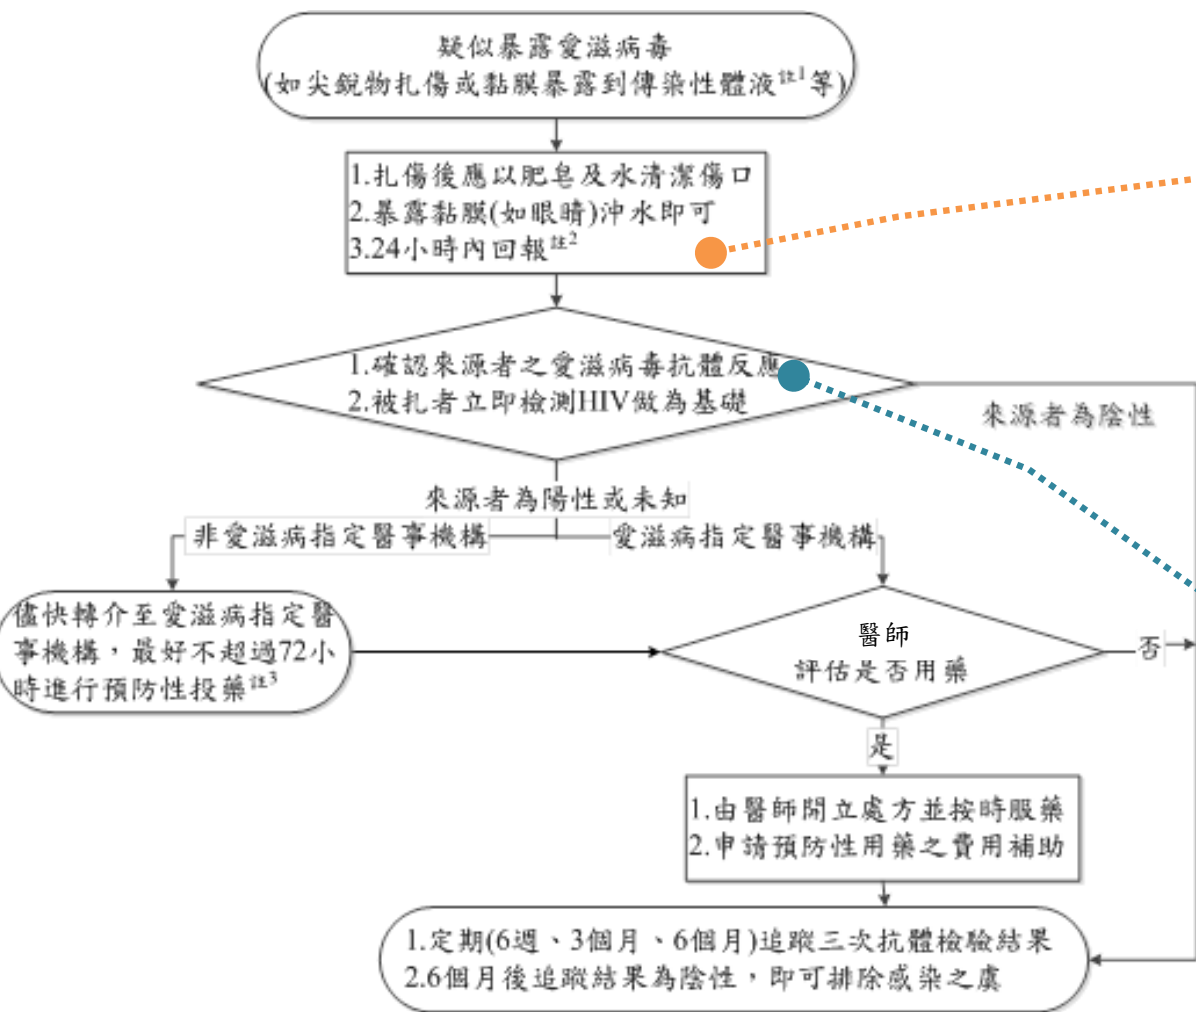 疑似暴露愛滋病毒
(如尖銳物扎傷或黏膜暴露到傳染性體液註1等)
1.扎傷後應以肥皂及水清潔傷口
2.暴露黏膜(如眼睛)沖水即可
3.24小時內回報註2
1.確認來源者之愛滋病毒抗體反應
2.被扎者立即檢測HIV做為基礎
來源者為陰性
來源者為陽性或未知
非愛滋病指定醫事機構
愛滋病指定醫事機構
儘快轉介至愛滋病指定醫
事機構，最好不超過72小
時進行預防性投藥註3
醫師
評估是否用藥
否
是
1.由醫師開立處方並按時服藥
2.申請預防性用藥之費用補助
1.定期(6週、3個月、6個月)追蹤三次抗體檢驗結果
2.6個月後追蹤結果為陰性，即可排除感染之虞